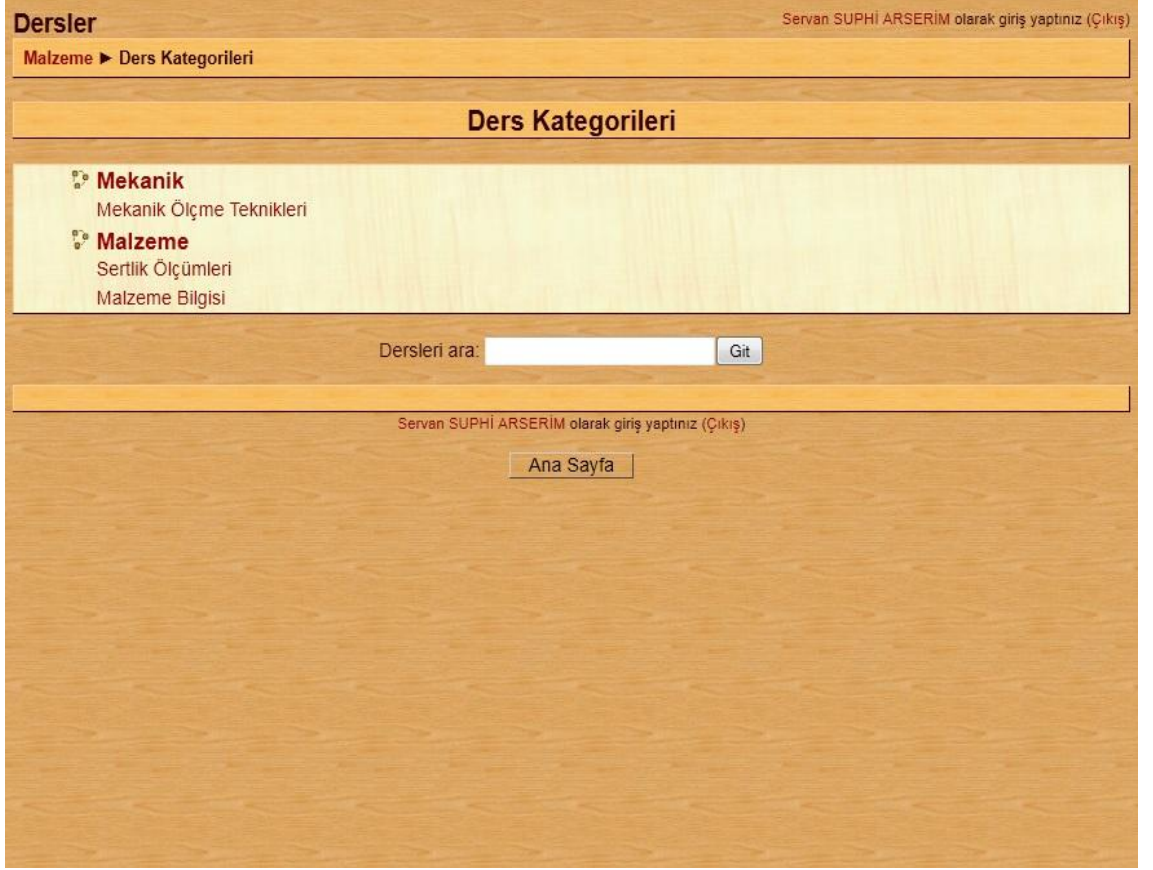 Dersler
Servan SUPHİ ARSERİM olarak giriş yaptınız (Çıkış)
Malzeme ► Ders Kategorileri
Ders Kategorileri
Mekanik
Mekanik Ölçme Teknikleri
Malzeme
Sertlik Ölçümleri
Malzeme Bilgisi
Dersleri ara: Git
Servan SUPHİ ARSERİM olarak giriş yaptınız (Çıkış)
Ana Sayfa